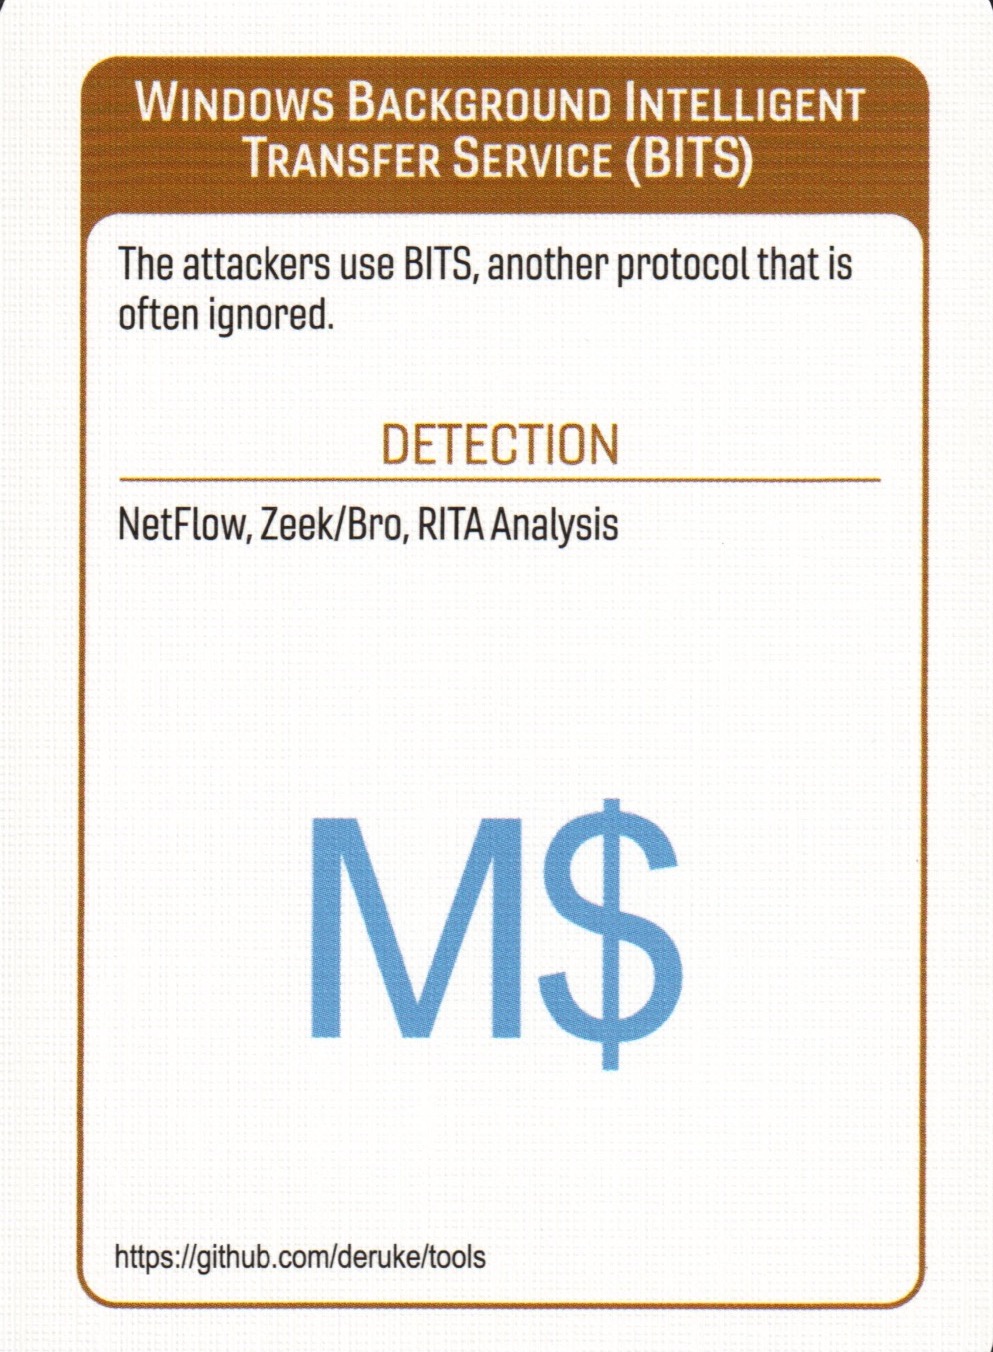 Windows Background Intelligent
Transfer Service (BITS)
The attackers use BITS, another protocol that is
often ignored.
DETECTION
NetFlow, Zeek/Bro, RITA Analysis
M$
https://github.com/deruke/tools